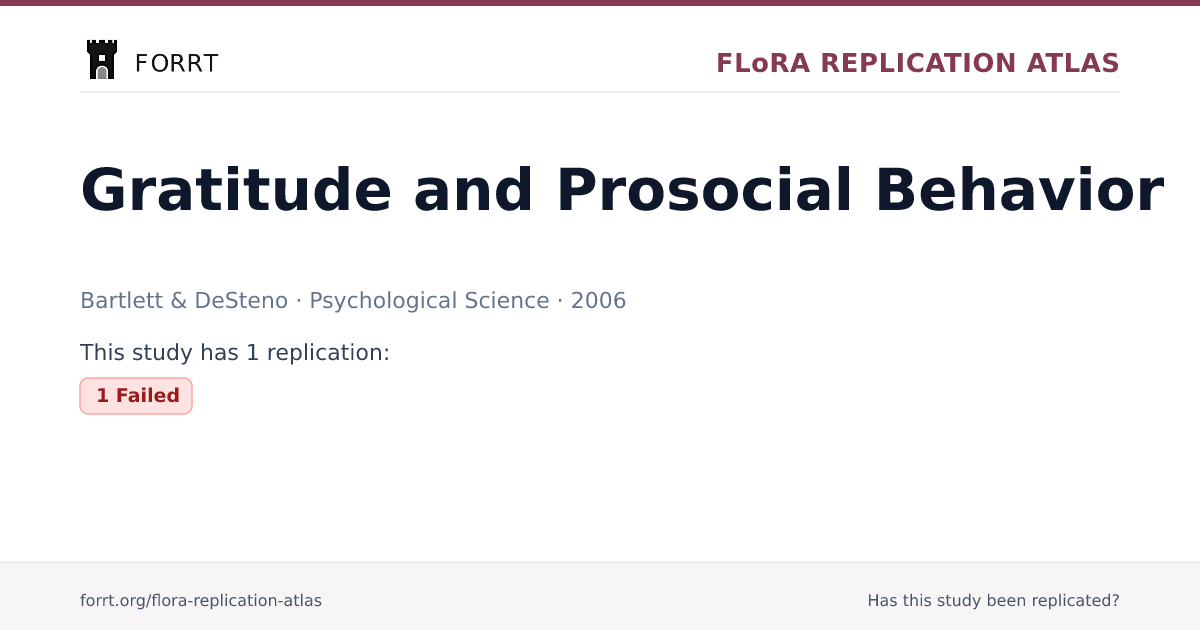 FORRT
FLoRA REPLICATION ATLAS
Gratitude and Prosocial Behavior
Bartlett & DeSteno · Psychological Science · 2006
This study has 1 replication:
1 Failed
forrt.org/flora-replication-atlas
Has this study been replicated?